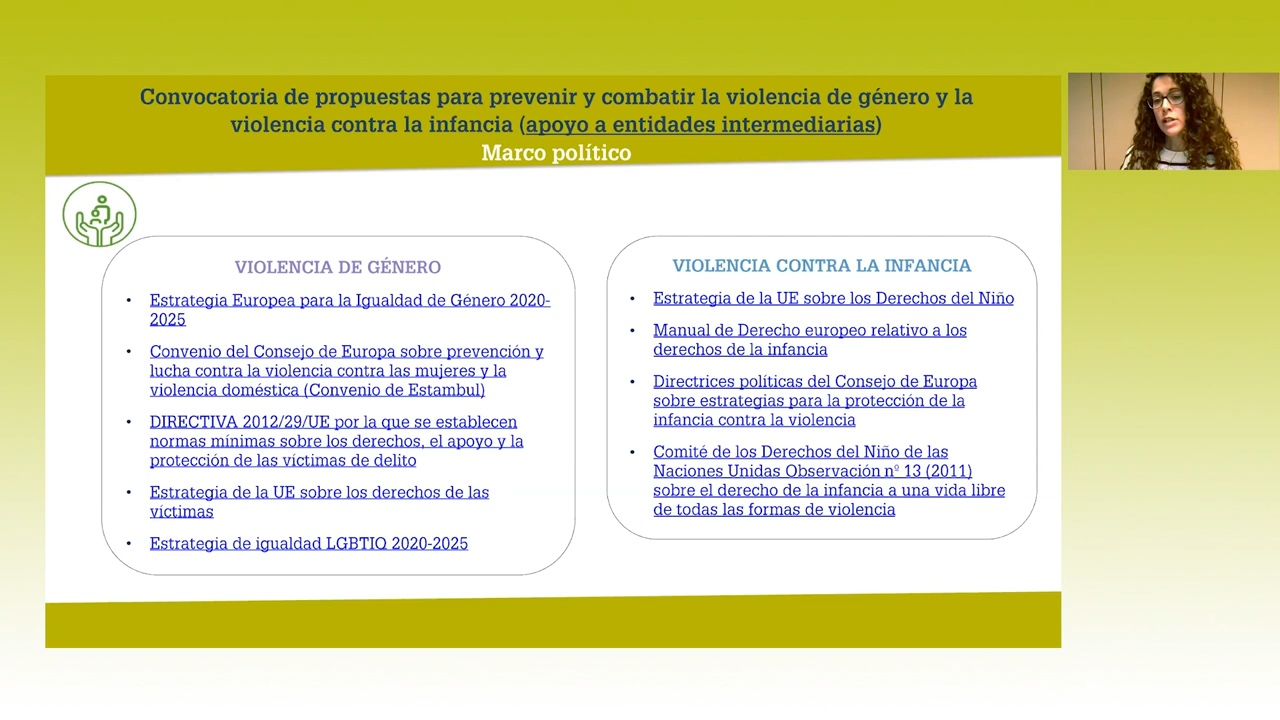 Convocatoria de propuestas para prevenir y combatir la violencia de género y la
violencia contra la infancia (apoyo a entidades intermediarias)
Marco político
VIOLENCIA DE GÉNERO
• Estrategia Europea para la Igualdad de Género 2020-
2025
• Convenio del Consejo de Europa sobre prevención y
lucha contra la violencia contra las mujeres y la
violencia doméstica (Convenio de Estambul)
• DIRECTIVA 2012/29/UE por la que se establecen
normas mínimas sobre los derechos, el apoyo y la
protección de las víctimas de delito
• Estrategia de la UE sobre los derechos de las
víctimas
• Estrategia de igualdad LGBTIQ 2020-2025
VIOLENCIA CONTRA LA INFANCIA
• Estrategia de la UE sobre los Derechos del Niño
• Manual de Derecho europeo relativo a los
derechos de la infancia
• Directrices políticas del Consejo de Europa
sobre estrategias para la protección de la
infancia contra la violencia
• Comité de los Derechos del Niño de las
Naciones Unidas Observación nº 13 (2011)
sobre el derecho de la infancia a una vida libre
de todas las formas de violencia